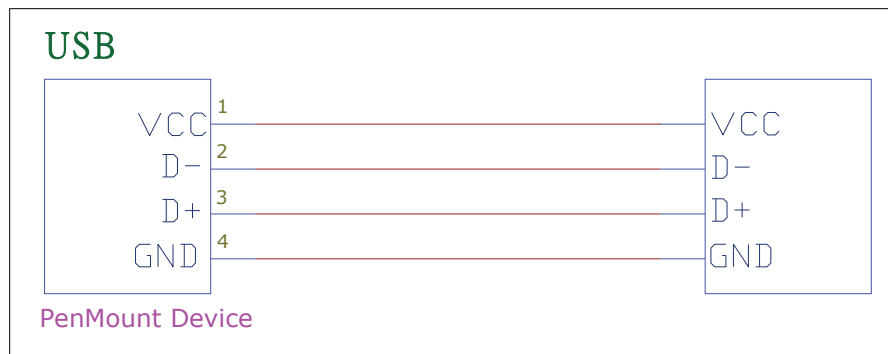 USB
1
VCC VCC
2
D- D-
3
D+ D+
4
GND GND
PenMount Device